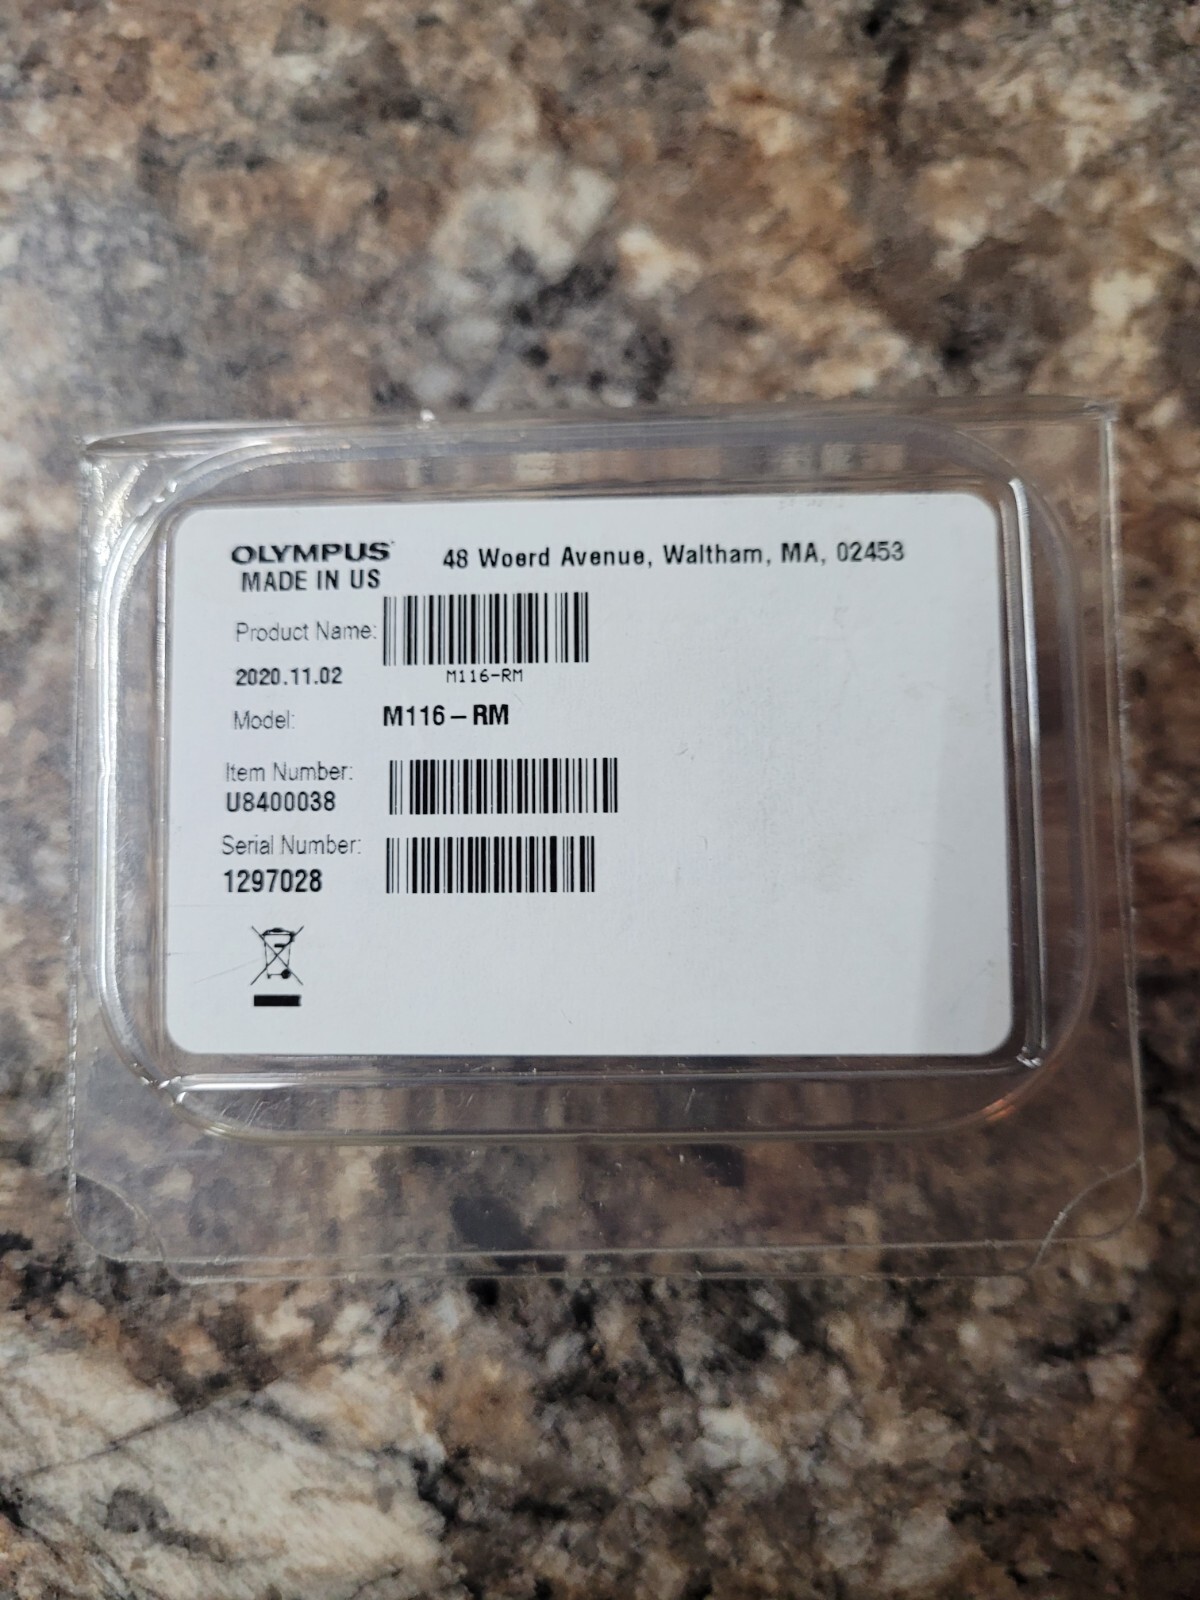 OLYMPUS 48 Woerd Avenue, Waltham, MA, 02453
MADE IN US
Product Name:
M116-RM
2020.11.02
Model: M116-RM
Item Number:
U8400038
Serial Number:
1297028